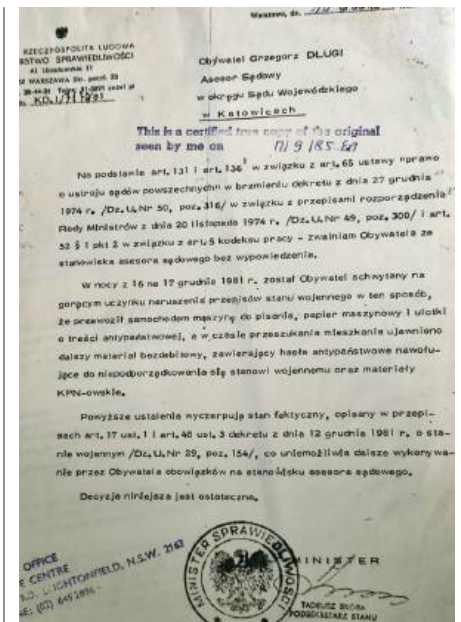 Warszawa, dn.
RZECZPOSPOLITA LUDOWA
STWO SPRAWIEDLIWOŚCI
Al. Ujazdowskie 11
WARSZAWA
Obywatel Grzegorz DŁUGI
Asesor Sądowy
w okręgu Sądu Wojewódzkiego
w Katowicach
This is a certified true copy of the original
seen by me on
Na podstawie art. 131 i art. 136¹ w związku z art. 65 ustawy prawo
o ustroju sądów powszechnych w brzmieniu dekretu z dnia 27 grudnia
1974 r. /Dz.U.Nr 50, poz. 316/ w związku z przepisami rozporządzenia
Rady Ministrów z dnia 20 listopada 1974 r. /Dz.U.Nr 49, poz. 300/ i art.
52 § 1 pkt 2 w związku z art. 5 kodeksu pracy - zwalniam Obywatela ze
stanowiska asesora sądowego bez wypowiedzenia.
W nocy z 16 na 17 grudnia 1981 r. został Obywatel schwytany na
gorącym uczynku naruszenia przepisów stanu wojennego w ten sposób,
że przewoził samochodem maszynę do pisania, papier maszynowy i ulotki
o treści antypaństwowej, a w czasie przeszukania mieszkania ujawniono
dalszy materiał bezdebitowy, zawierający hasła antypaństwowe nawołu-
jące do niepodporządkowania się stanowi wojennemu oraz materiały
KPN-owskie.
Powyższe ustalenia wyczerpują stan faktyczny, opisany w przepi-
sach art. 17 ust. 1 i art. 48 ust. 3 dekretu z dnia 12 grudnia 1981 r. o sta-
nie wojennym /Dz.U.Nr 29, poz. 154/, co uniemożliwia dalsze wykonywa-
nie przez Obywatela obowiązków na stanowisku asesora sądowego.
Decyzja niniejsza jest ostateczna.
OFFICE
CENTRE
N.S.W. 2163
MINISTER SPRAWIEDLIWOŚCI
MINISTER
TADEUSZ SKÓRA
PODSEKRETARZ STANU